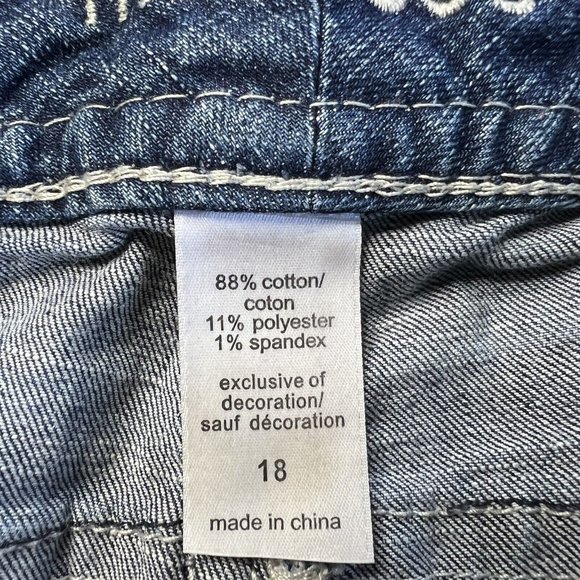 88% cotton/
coton
11% polyester
1% spandex
exclusive of
decoration/
sauf décoration
18
made in china